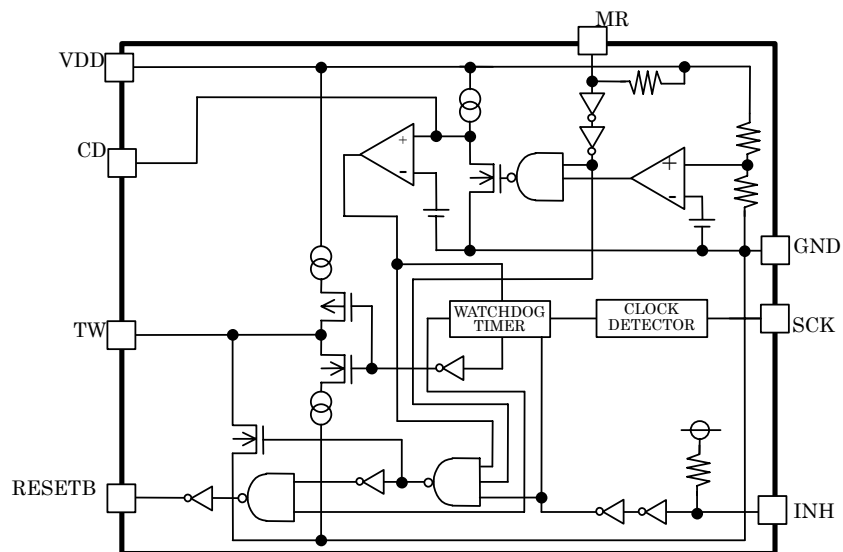 MR
VDD
CD
+
-
+
-
GND
WATCHDOG
TIMER
CLOCK
DETECTOR
TW
SCK
RESETB
INH